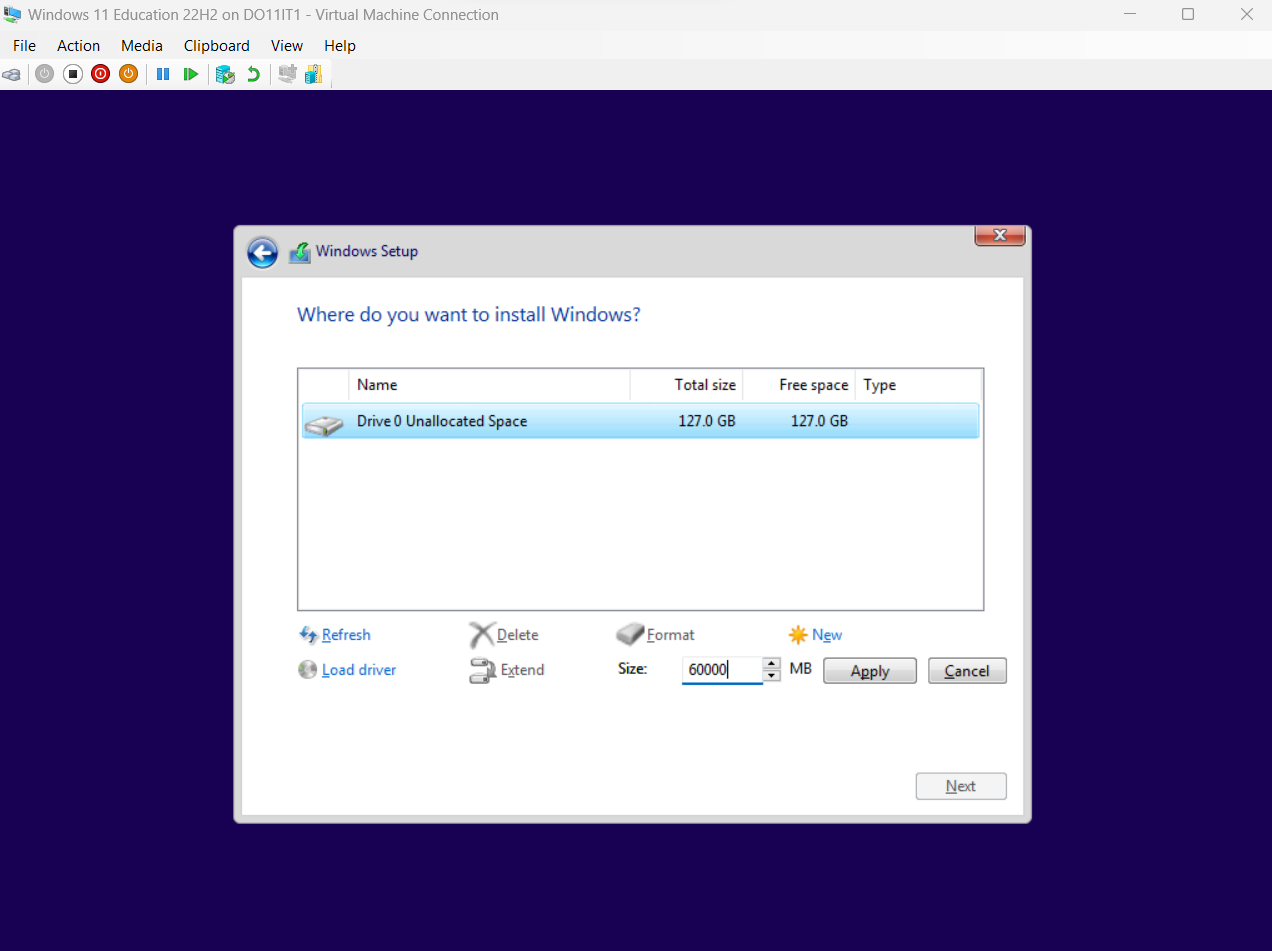 Windows 11 Education 22H2 on DO11IT1 - Virtual Machine Connection
File Action Media Clipboard View Help
Windows Setup
Where do you want to install Windows?
Name Total size Free space Type
Drive 0 Unallocated Space 127.0 GB 127.0 GB
Refresh Delete Format New
Load driver Extend Size: 60000 MB Apply Cancel
Next